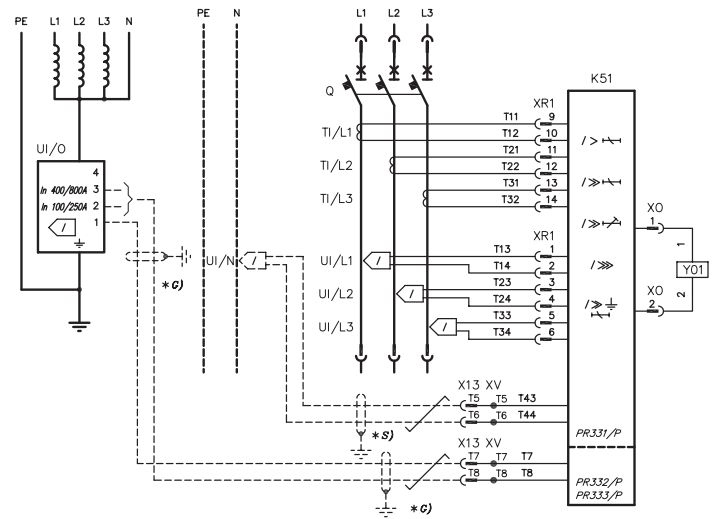 PE L1 L2 L3 N
PE N
L1 L2 L3
K51
Q
XR1
T11 9
TI/L1 T12 10
T21 11
TI/L2 T22 12
T31 13
TI/L3 T32 14
I>
I≫
I≫
UI/O
4
In 400/800A 3
In 100/250A 2
1
I
XR1
T13 1
UI/L1 I T14 2
T23 3
UI/L2 I T24 4
T33 5
UI/L3 I T34 6
UI/N I
*G)
I⋙
I≫
XO
1
1
Y01
2
XO
2
X13 XV
T5 T5 T43
T6 T6 T44
*S)
PR331/P
X13 XV
T7 T7 T7
T8 T8 T8
*G)
PR332/P
PR333/P